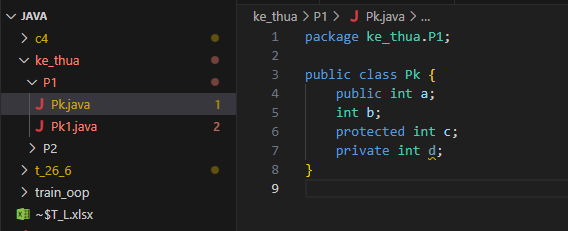 JAVA
c4
ke_thua
P1
Pk.java 1
Pk1.java 2
P2
t_26_6
train_oop
~$T_L.xlsx
ke_thua > P1 > Pk.java > ...
1 package ke_thua.P1;
2
3 public class Pk {
4 public int a;
5 int b;
6 protected int c;
7 private int d;
8 }
9